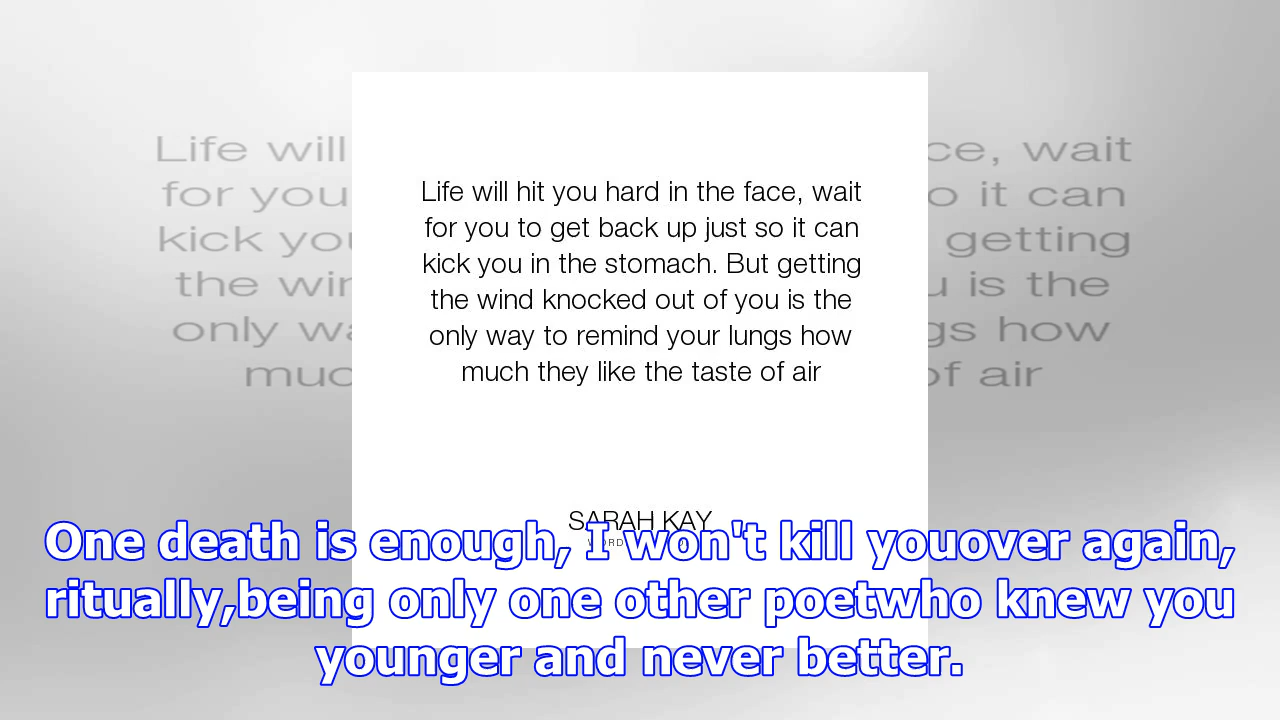 Life will hit you hard in the face, wait
for you to get back up just so it can
kick you in the stomach. But getting
the wind knocked out of you is the
only way to remind your lungs how
much they like the taste of air
SARAH KAY
One death is enough, I won't kill youover again,
ritually,being only one other poetwho knew you
younger and never better.